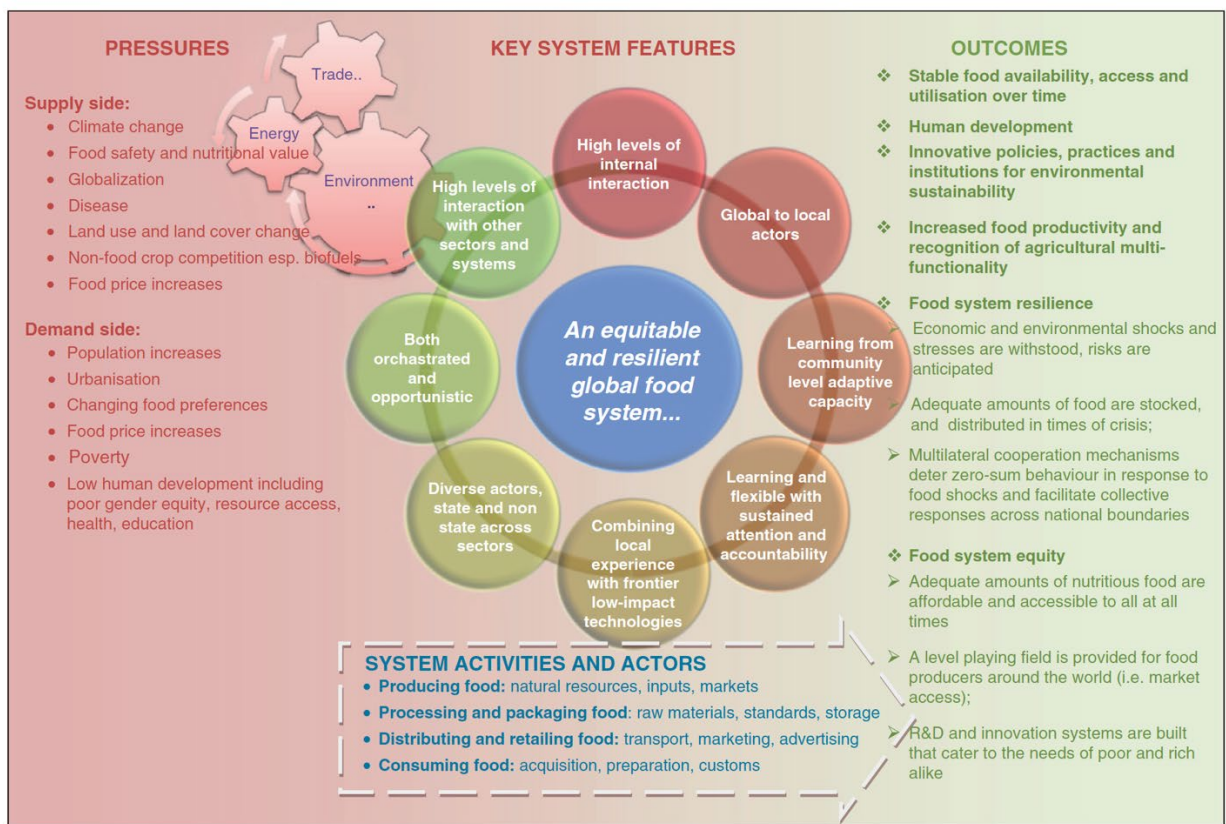 PRESSURES
Trade..
Energy
Environment
..
Supply side:
• Climate change
• Food safety and nutritional value
• Globalization
• Disease
• Land use and land cover change
• Non-food crop competition esp. biofuels
• Food price increases
Demand side:
• Population increases
• Urbanisation
• Changing food preferences
• Food price increases
• Poverty
• Low human development including
poor gender equity, resource access,
health, education
KEY SYSTEM FEATURES
High levels of
internal
interaction
Global to local
actors
Learning from
community
level adaptive
capacity
Learning and
flexible with
sustained
attention and
accountability
Combining
local
experience
with frontier
low-impact
technologies
Diverse actors,
state and non
state across
sectors
Both
orchastrated
and
opportunistic
High levels of
interaction
with other
sectors and
systems
An equitable
and resilient
global food
system...
SYSTEM ACTIVITIES AND ACTORS
• Producing food: natural resources, inputs, markets
• Processing and packaging food: raw materials, standards, storage
• Distributing and retailing food: transport, marketing, advertising
• Consuming food: acquisition, preparation, customs
OUTCOMES
❖ Stable food availability, access and
utilisation over time
❖ Human development
❖ Innovative policies, practices and
institutions for environmental
sustainability
❖ Increased food productivity and
recognition of agricultural multi-
functionality
❖ Food system resilience
➢ Economic and environmental shocks and
stresses are withstood, risks are
anticipated
➢ Adequate amounts of food are stocked,
and distributed in times of crisis;
➢ Multilateral cooperation mechanisms
deter zero-sum behaviour in response to
food shocks and facilitate collective
responses across national boundaries
❖ Food system equity
➢ Adequate amounts of nutritious food are
affordable and accessible to all at all
times
➢ A level playing field is provided for food
producers around the world (i.e. market
access);
➢ R&D and innovation systems are built
that cater to the needs of poor and rich
alike